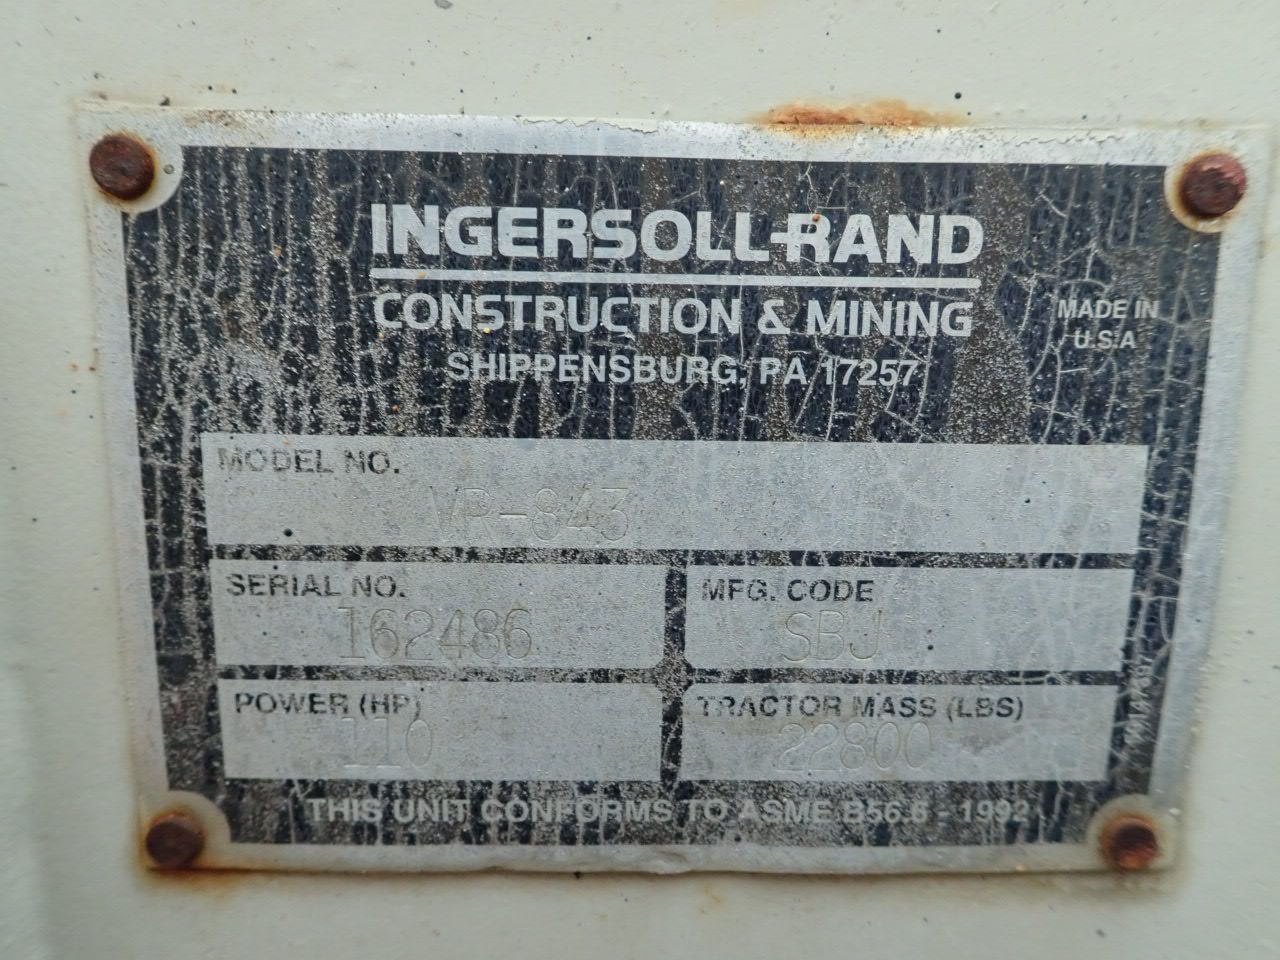 INGERSOLL-RAND
CONSTRUCTION & MINING
SHIPPENSBURG, PA 17257
MADE IN
U.S.A
MODEL NO.
VR-843
SERIAL NO.
162486
MFG. CODE
SBJ
POWER (HP)
110
TRACTOR MASS (LBS)
22800
THIS UNIT CONFORMS TO ASME B56.6 - 1992